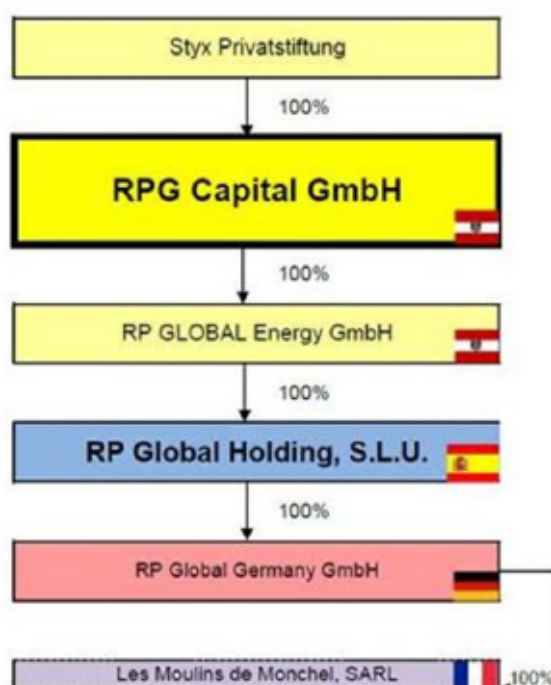 Styx Privatstiftung
100%
RPG Capital GmbH
100%
RP GLOBAL Energy GmbH
100%
RP Global Holding, S.L.U.
100%
RP Global Germany GmbH
Les Moulins de Monchel, SARL
100%